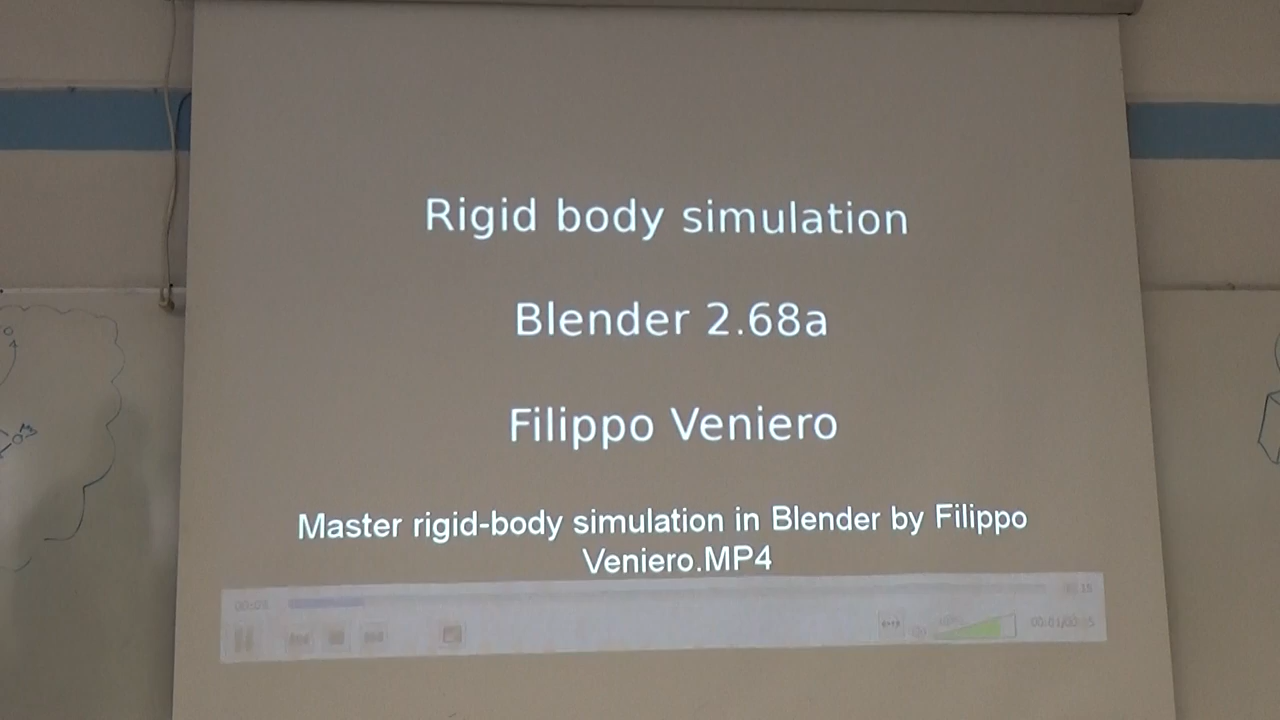 Rigid body simulation
Blender 2.68a
Filippo Veniero
Master rigid-body simulation in Blender by Filippo
Veniero.MP4